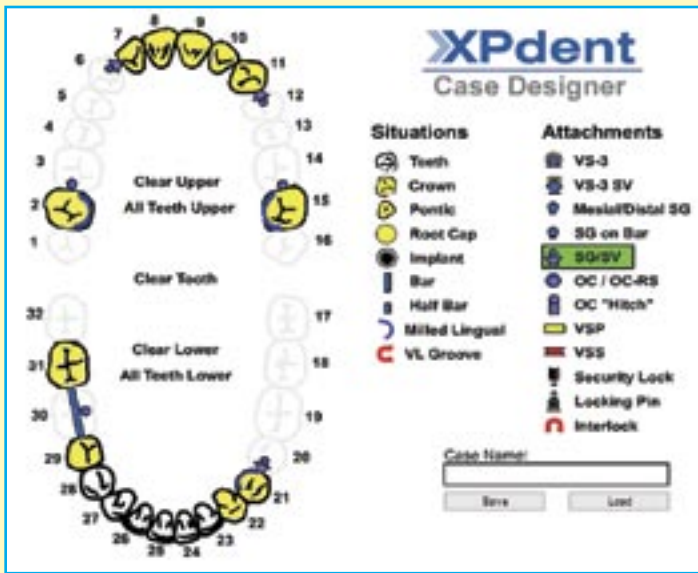 XPdent
Case Designer
Situations
Teeth
Crown
Pontic
Root Cap
Implant
Bar
Half Bar
Milled Lingual
VL Groove
Attachments
VS-3
VS-3 SV
Mesial/Distal SG
SG on Bar
SG/SV
OC / OC-RS
OC "Hitch"
VSP
VSS
Security Lock
Locking Pin
Interlock
Case Name:
Save
Load
1
2
3
4
5
6
7
8
9
10
11
12
13
14
15
16
Clear Upper
All Teeth Upper
Clear Tooth
Clear Lower
All Teeth Lower
17
18
19
20
21
22
23
24
25
26
27
28
29
30
31
32